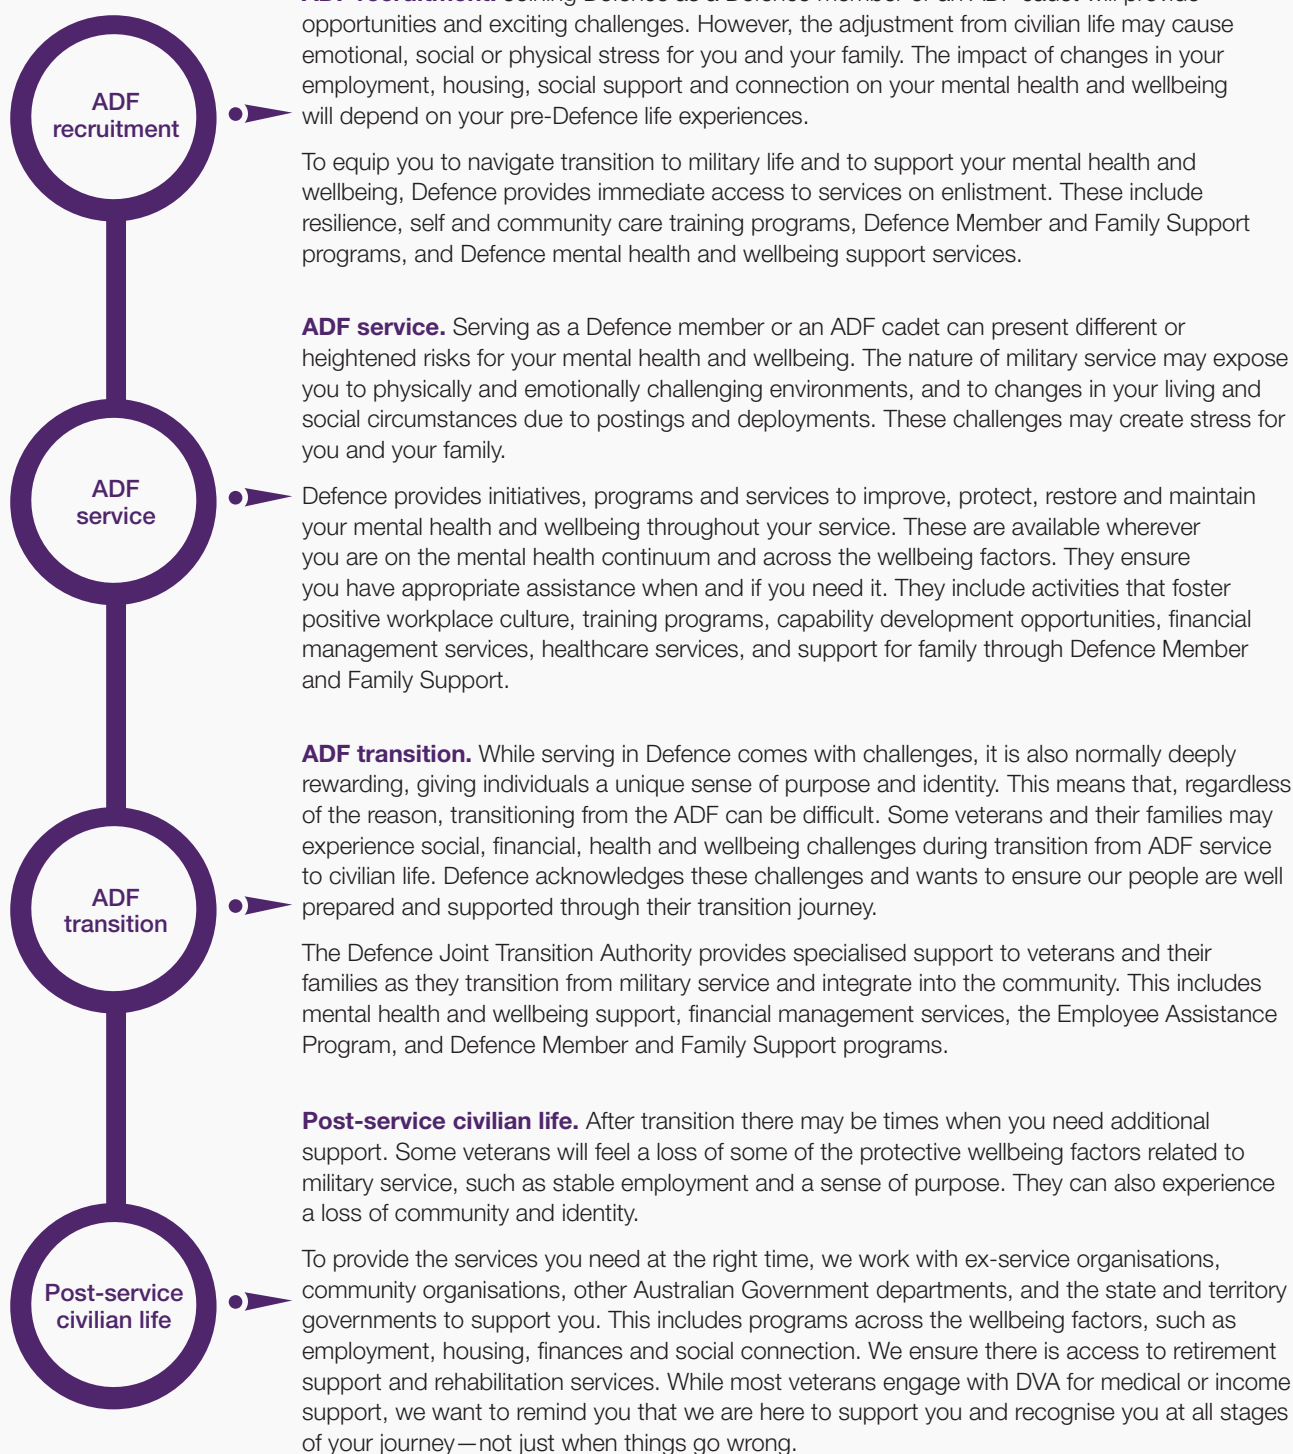 ADF recruitment. Joining Defence as a Defence member or an ADF cadet will provide
opportunities and exciting challenges. However, the adjustment from civilian life may cause
emotional, social or physical stress for you and your family. The impact of changes in your
employment, housing, social support and connection on your mental health and wellbeing
will depend on your pre-Defence life experiences.
ADF
recruitment
To equip you to navigate transition to military life and to support your mental health and
wellbeing, Defence provides immediate access to services on enlistment. These include
resilience, self and community care training programs, Defence Member and Family Support
programs, and Defence mental health and wellbeing support services.
ADF service. Serving as a Defence member or an ADF cadet can present different or
heightened risks for your mental health and wellbeing. The nature of military service may expose
you to physically and emotionally challenging environments, and to changes in your living and
social circumstances due to postings and deployments. These challenges may create stress for
you and your family.
ADF
service
Defence provides initiatives, programs and services to improve, protect, restore and maintain
your mental health and wellbeing throughout your service. These are available wherever
you are on the mental health continuum and across the wellbeing factors. They ensure
you have appropriate assistance when and if you need it. They include activities that foster
positive workplace culture, training programs, capability development opportunities, financial
management services, healthcare services, and support for family through Defence Member
and Family Support.
ADF transition. While serving in Defence comes with challenges, it is also normally deeply
rewarding, giving individuals a unique sense of purpose and identity. This means that, regardless
of the reason, transitioning from the ADF can be difficult. Some veterans and their families may
experience social, financial, health and wellbeing challenges during transition from ADF service
to civilian life. Defence acknowledges these challenges and wants to ensure our people are well
prepared and supported through their transition journey.
ADF
transition
The Defence Joint Transition Authority provides specialised support to veterans and their
families as they transition from military service and integrate into the community. This includes
mental health and wellbeing support, financial management services, the Employee Assistance
Program, and Defence Member and Family Support programs.
Post-service civilian life. After transition there may be times when you need additional
support. Some veterans will feel a loss of some of the protective wellbeing factors related to
military service, such as stable employment and a sense of purpose. They can also experience
a loss of community and identity.
Post-service
civilian life
To provide the services you need at the right time, we work with ex-service organisations,
community organisations, other Australian Government departments, and the state and territory
governments to support you. This includes programs across the wellbeing factors, such as
employment, housing, finances and social connection. We ensure there is access to retirement
support and rehabilitation services. While most veterans engage with DVA for medical or income
support, we want to remind you that we are here to support you and recognise you at all stages
of your journey—not just when things go wrong.